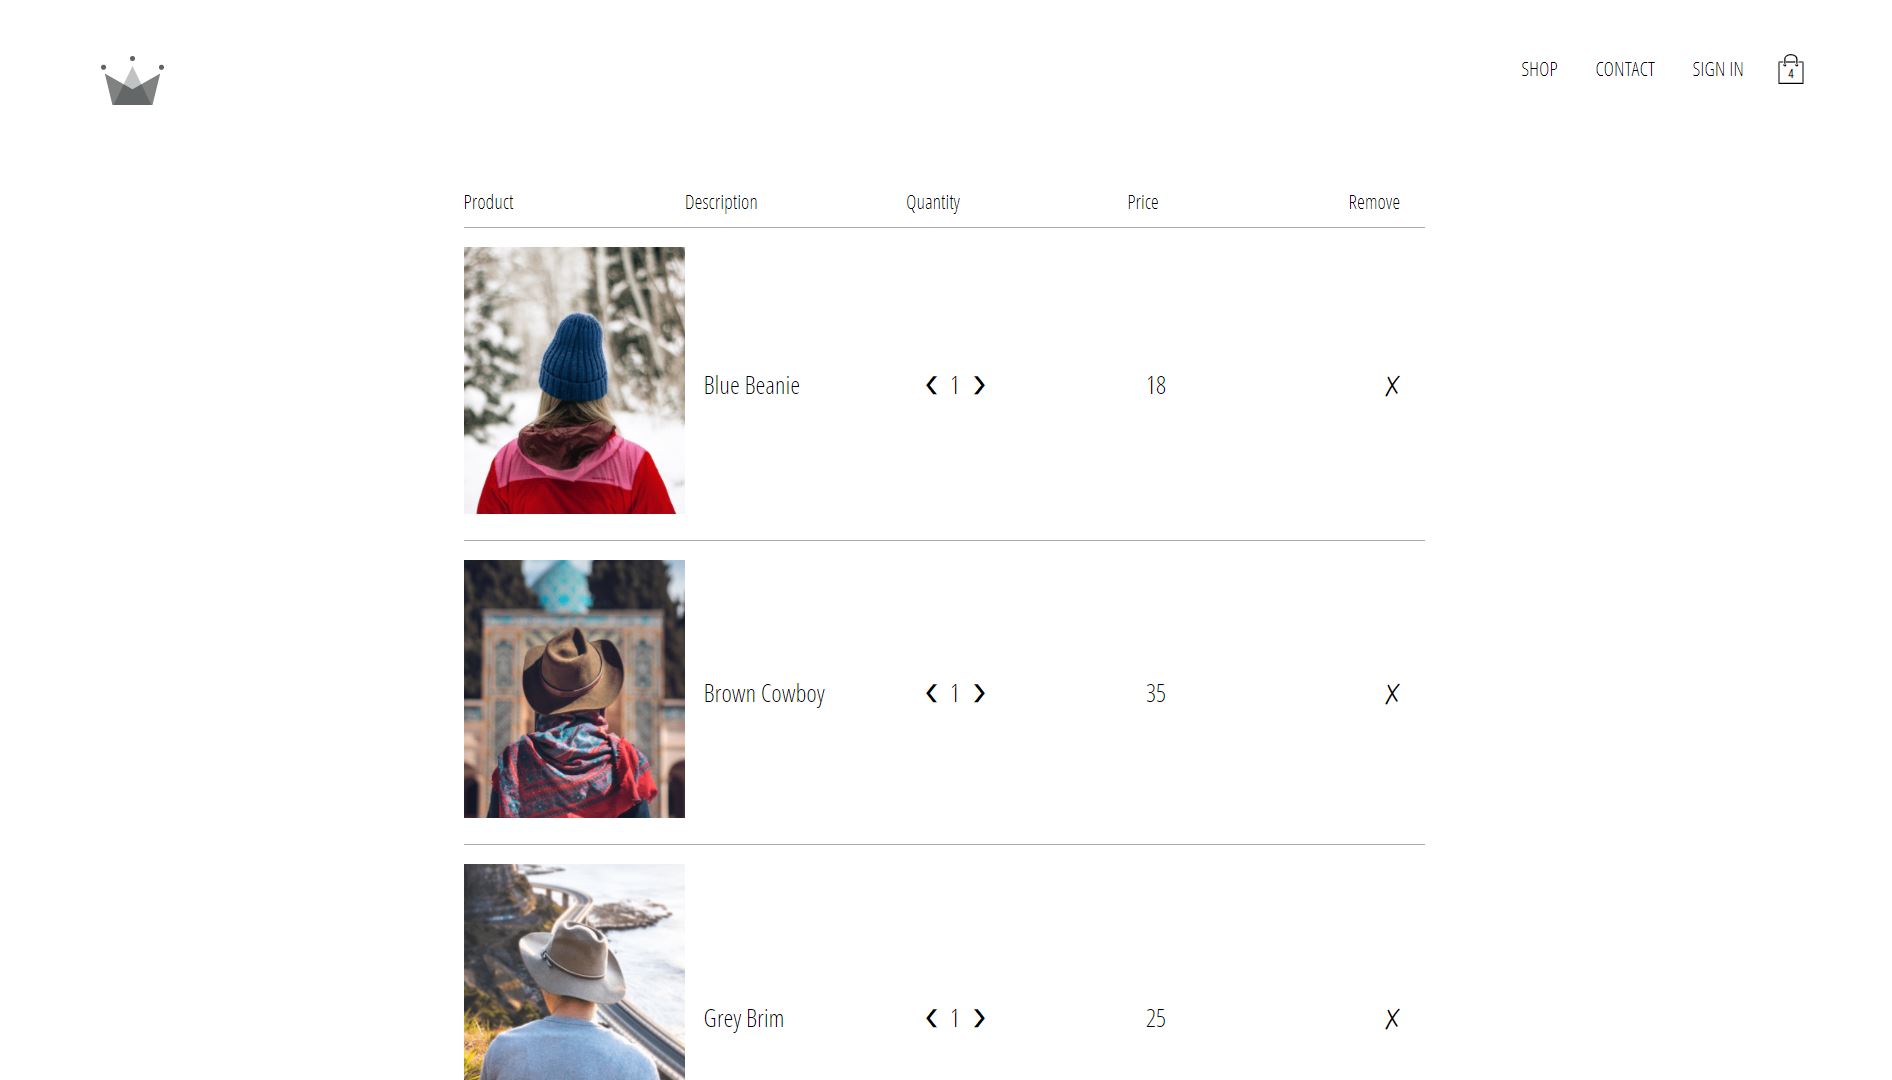 SHOP CONTACT SIGN IN 4
Product Description Quantity Price Remove
Blue Beanie ❮ 1 ❯ 18 ✗
Brown Cowboy ❮ 1 ❯ 35 ✗
Grey Brim ❮ 1 ❯ 25 ✗